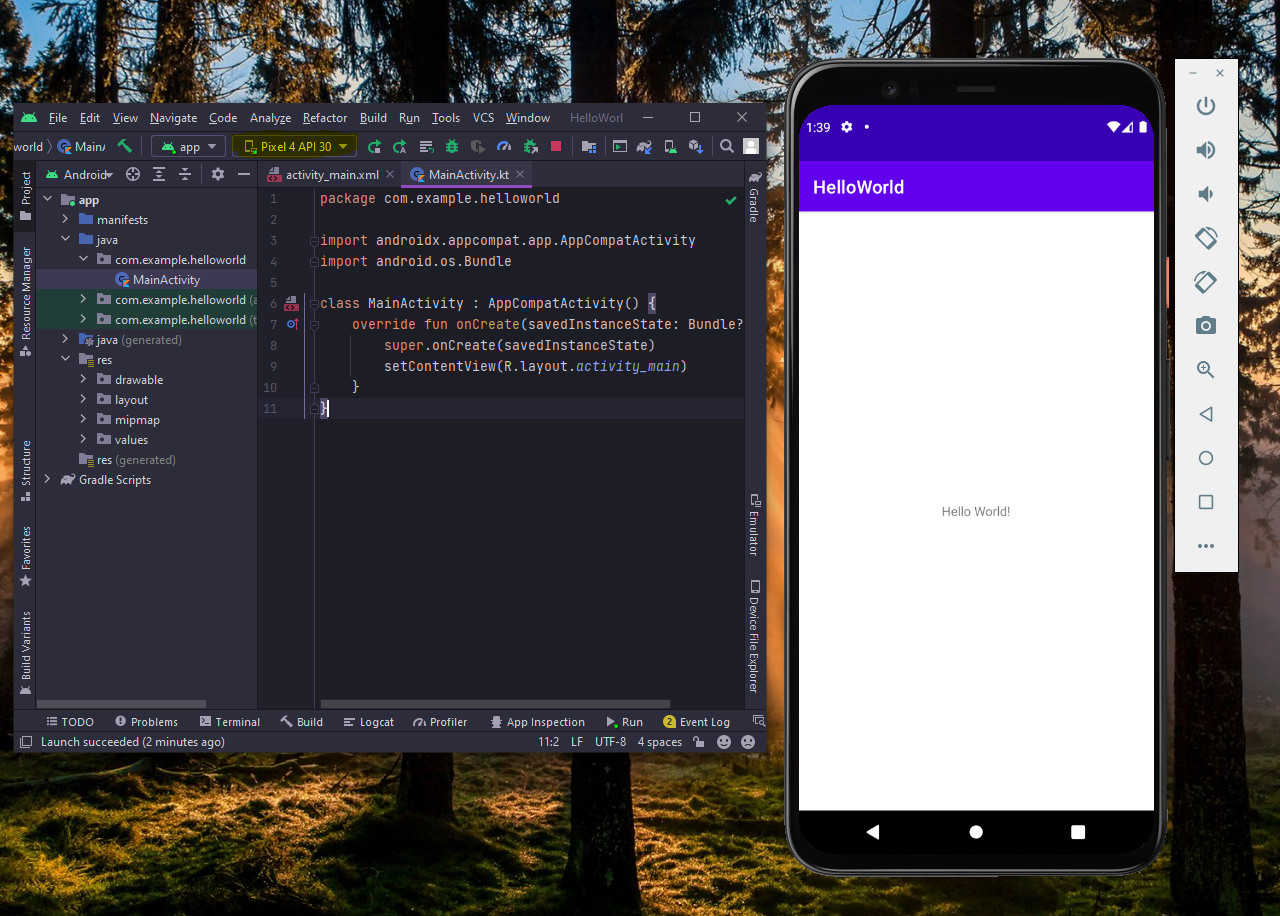 File Edit View Navigate Code Analyze Refactor Build Run Tools VCS Window HelloWorl
world MainA app Pixel 4 API 30
Project
Resource Manager
Structure
Favorites
Build Variants
Android
app
manifests
java
com.example.helloworld
MainActivity
com.example.helloworld (a
com.example.helloworld (t
java (generated)
res
drawable
layout
mipmap
values
res (generated)
Gradle Scripts
activity_main.xml MainActivity.kt
1 package com.example.helloworld
2
3 import androidx.appcompat.app.AppCompatActivity
4 import android.os.Bundle
5
6 class MainActivity : AppCompatActivity() {
7 override fun onCreate(savedInstanceState: Bundle?
8 super.onCreate(savedInstanceState)
9 setContentView(R.layout.activity_main)
10 }
11 }
Gradle
Emulator
Device File Explorer
TODO Problems Terminal Build Logcat Profiler App Inspection Run 2 Event Log
Launch succeeded (2 minutes ago) 11:2 LF UTF-8 4 spaces
1:39
HelloWorld
Hello World!